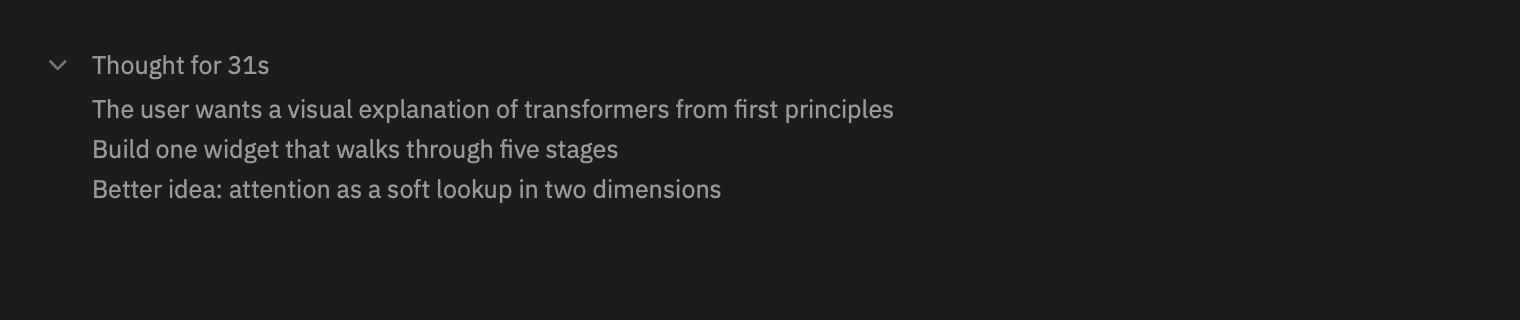 Thought for 31s
The user wants a visual explanation of transformers from first principles
Build one widget that walks through five stages
Better idea: attention as a soft lookup in two dimensions